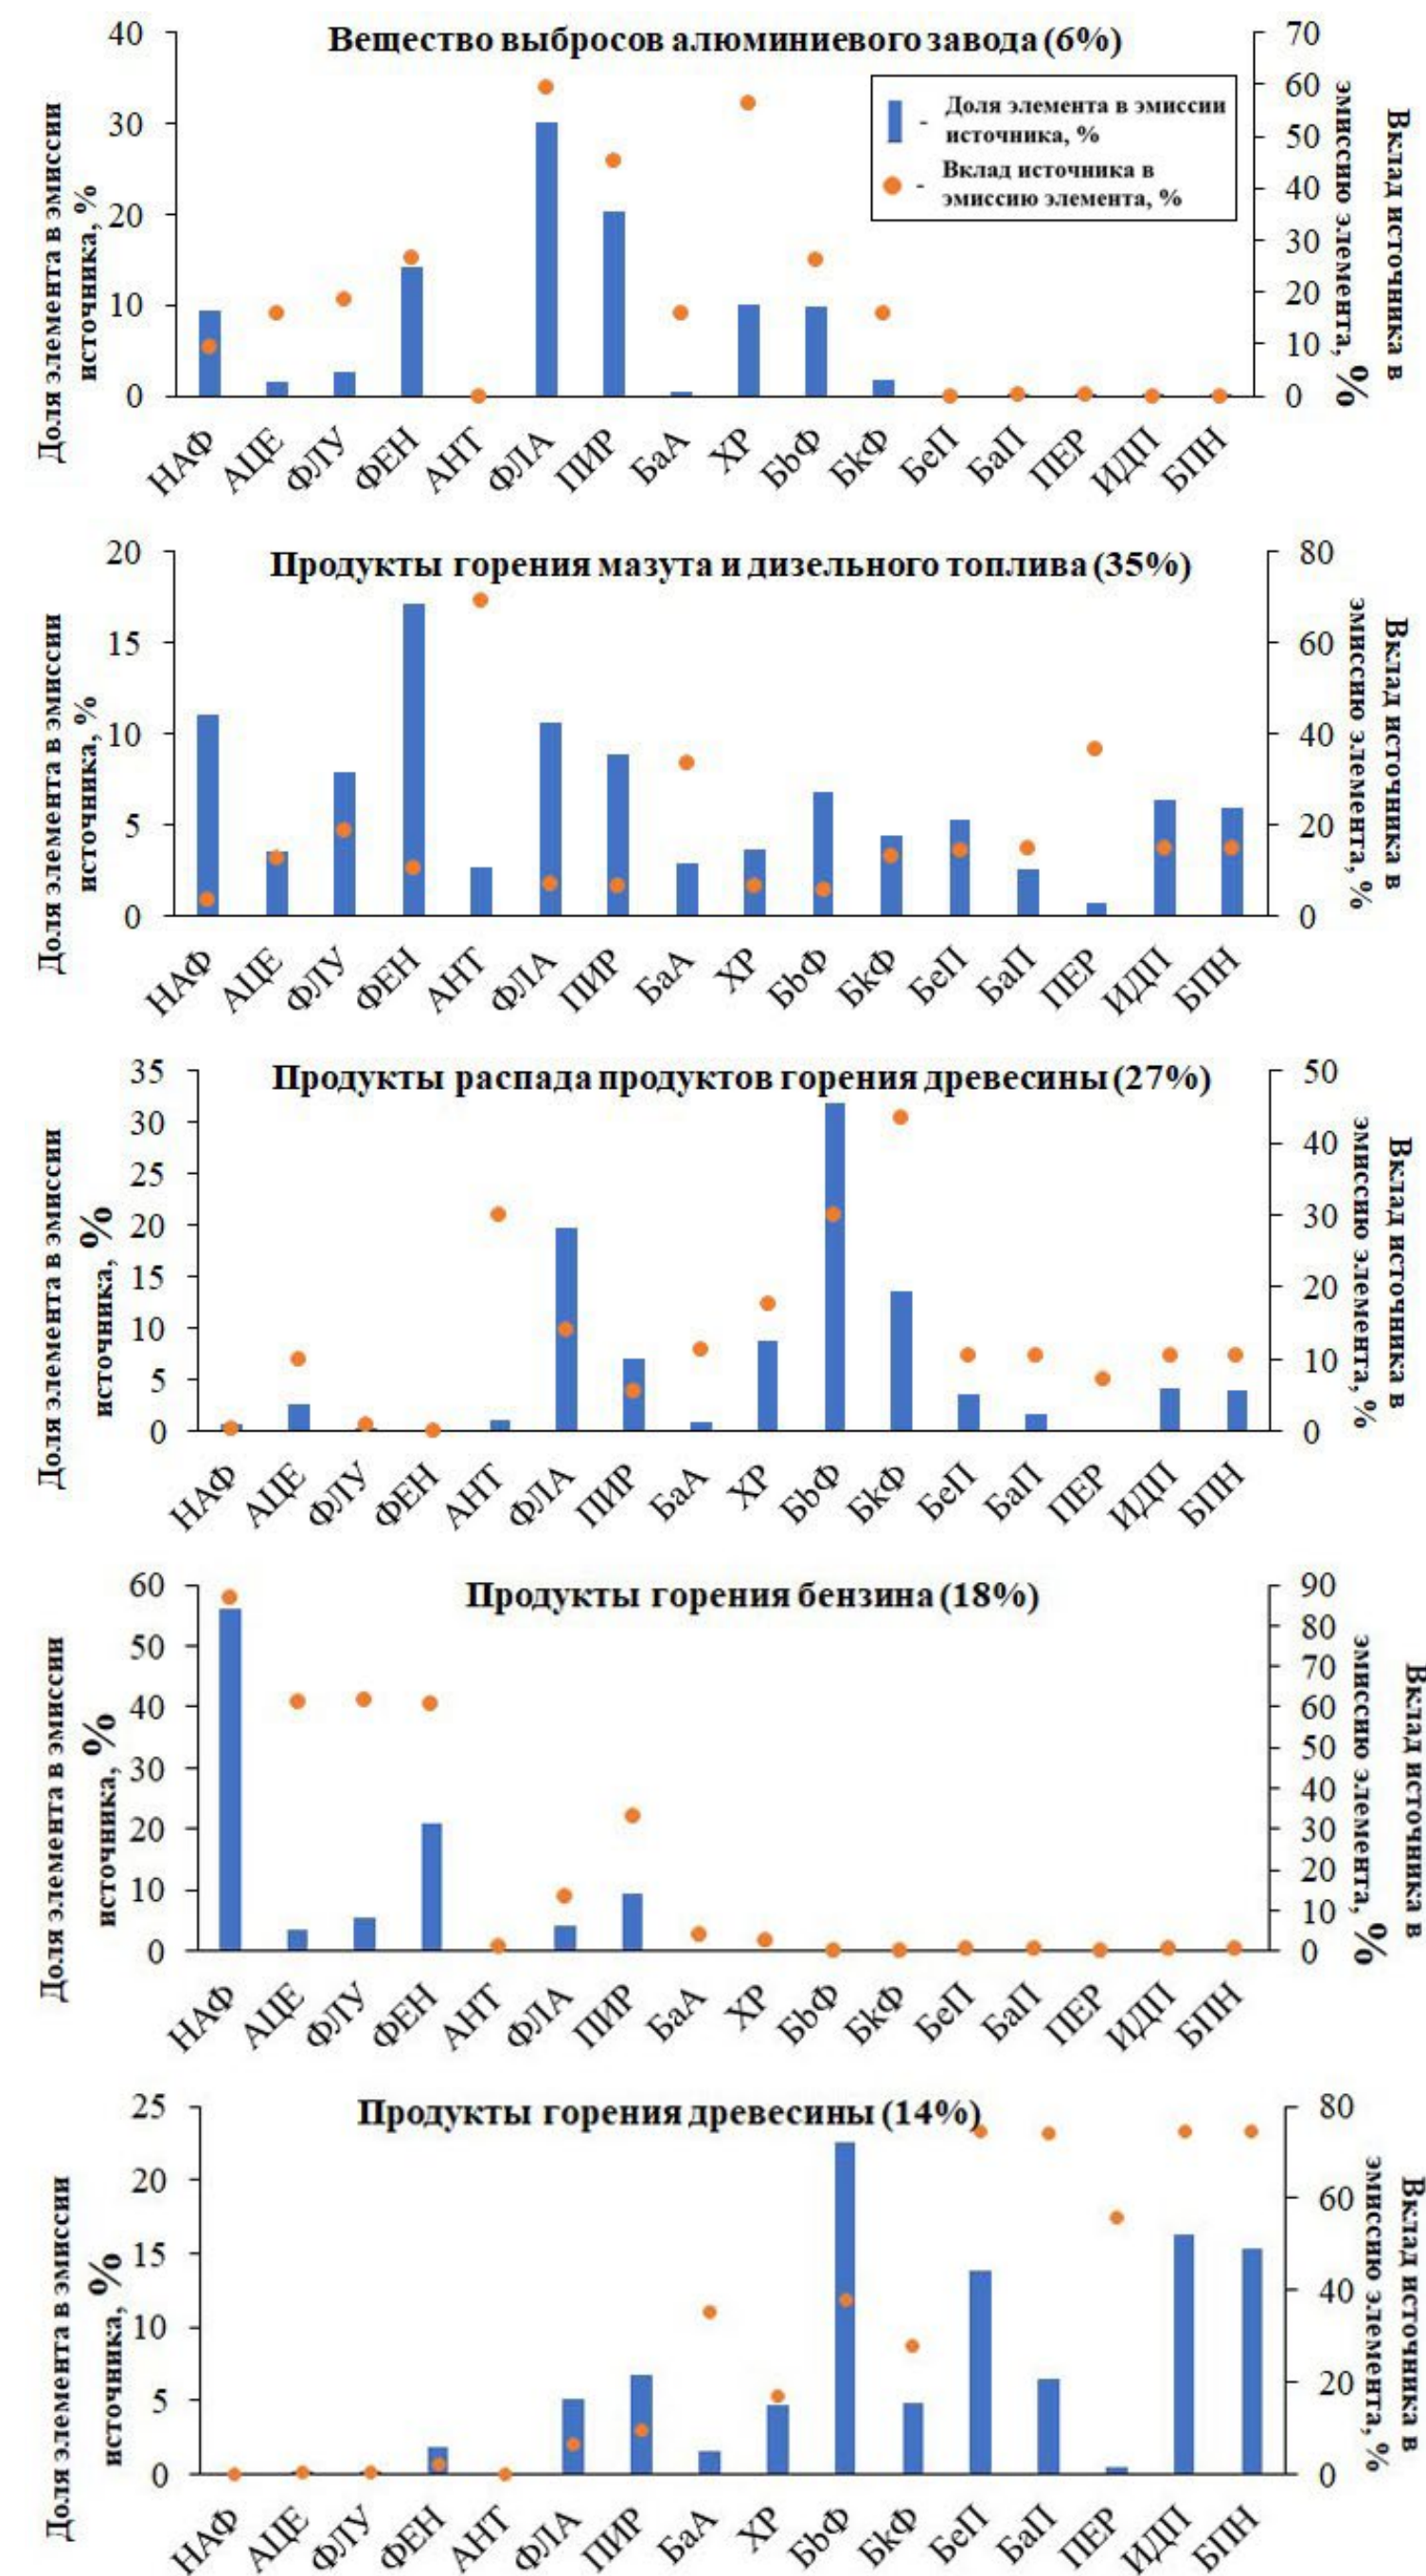 Вещество выбросов алюминиевого завода (6%)
Доля элемента в эмиссии
источника, %
40
30
20
10
0
- Доля элемента в эмиссии
источника, %
- Вклад источника в
эмиссию элемента, %
70
60
50
40
30
20
10
0
Вклад источника в
эмиссию элемента, %
НАФ АЦЕ ФЛУ ФЕН АНТ ФЛА ПИР БаА ХР БbФ БkФ БеП БаП ПЕР ИДП БПН
Продукты горения мазута и дизельного топлива (35%)
Доля элемента в эмиссии
источника, %
20
15
10
5
0
80
60
40
20
0
Вклад источника в
эмиссию элемента, %
НАФ АЦЕ ФЛУ ФЕН АНТ ФЛА ПИР БаА ХР БbФ БkФ БеП БаП ПЕР ИДП БПН
Продукты распада продуктов горения древесины (27%)
Доля элемента в эмиссии
источника, %
35
30
25
20
15
10
5
0
50
40
30
20
10
0
Вклад источника в
эмиссию элемента, %
НАФ АЦЕ ФЛУ ФЕН АНТ ФЛА ПИР БаА ХР БbФ БkФ БеП БаП ПЕР ИДП БПН
Продукты горения бензина (18%)
Доля элемента в эмиссии
источника, %
60
50
40
30
20
10
0
90
80
70
60
50
40
30
20
10
0
Вклад источника в
эмиссию элемента, %
НАФ АЦЕ ФЛУ ФЕН АНТ ФЛА ПИР БаА ХР БbФ БkФ БеП БаП ПЕР ИДП БПН
Продукты горения древесины (14%)
Доля элемента в эмиссии
источника, %
25
20
15
10
5
0
80
60
40
20
0
Вклад источника в
эмиссию элемента, %
НАФ АЦЕ ФЛУ ФЕН АНТ ФЛА ПИР БаА ХР БbФ БkФ БеП БаП ПЕР ИДП БПН